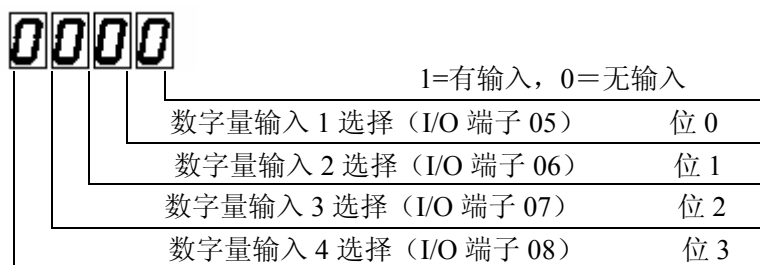 0000
1=有输入，0＝无输入
数字量输入 1 选择（I/O 端子 05） 位 0
数字量输入 2 选择（I/O 端子 06） 位 1
数字量输入 3 选择（I/O 端子 07） 位 2
数字量输入 4 选择（I/O 端子 08） 位 3